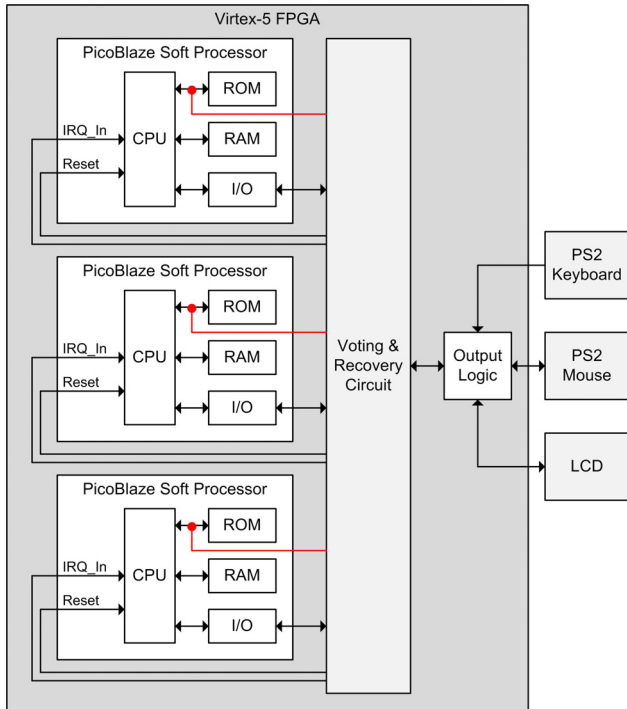 Virtex-5 FPGA
PicoBlaze Soft Processor
ROM
IRQ_In
CPU
RAM
Reset
I/O
PicoBlaze Soft Processor
ROM
IRQ_In
CPU
RAM
Reset
I/O
PicoBlaze Soft Processor
ROM
IRQ_In
CPU
RAM
Reset
I/O
Voting &
Recovery
Circuit
Output
Logic
PS2
Keyboard
PS2
Mouse
LCD